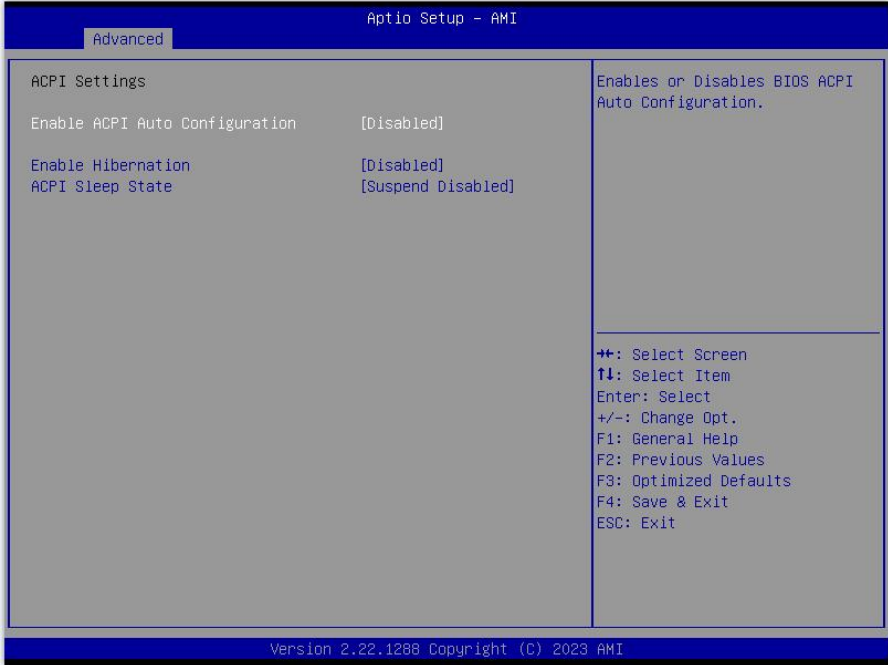 Aptio Setup – AMI
Advanced
ACPI Settings
Enable ACPI Auto Configuration [Disabled]
Enable Hibernation [Disabled]
ACPI Sleep State [Suspend Disabled]
Enables or Disables BIOS ACPI
Auto Configuration.
→←: Select Screen
↑↓: Select Item
Enter: Select
+/-: Change Opt.
F1: General Help
F2: Previous Values
F3: Optimized Defaults
F4: Save & Exit
ESC: Exit
Version 2.22.1288 Copyright (C) 2023 AMI